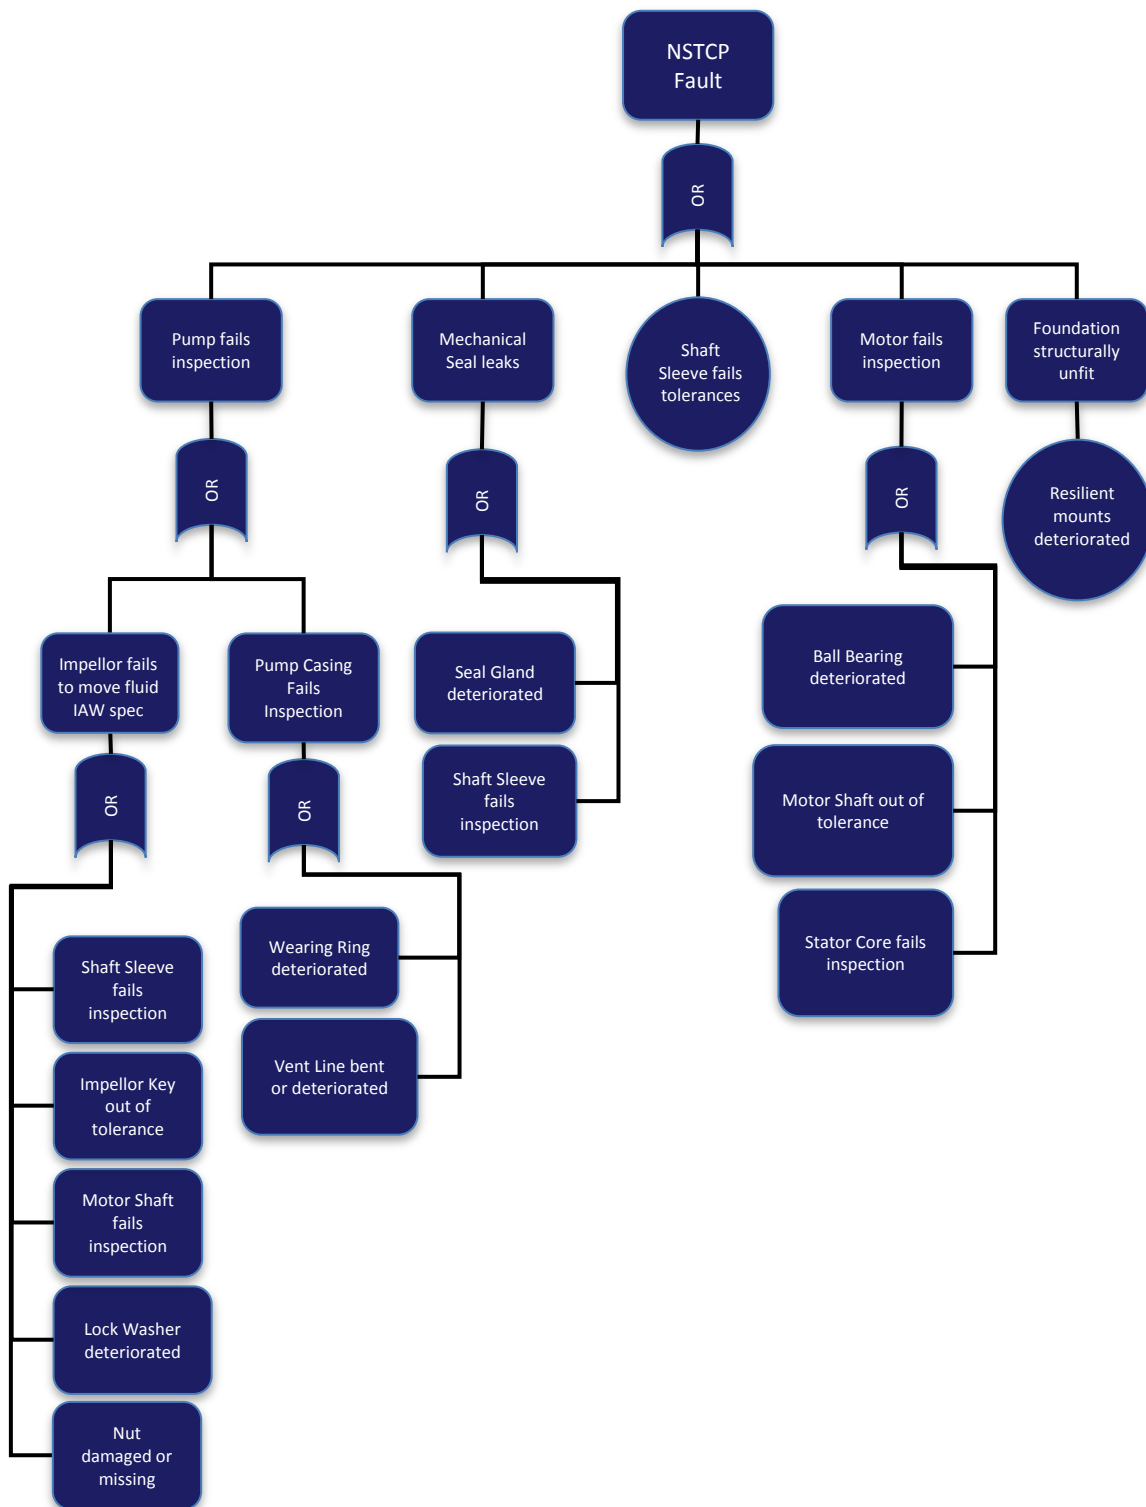 NSTCP
Fault
OR
Pump fails
inspection
Mechanical
Seal leaks
Shaft
Sleeve fails
tolerances
Motor fails
inspection
Foundation
structurally
unfit
OR
OR
OR
Resilient
mounts
deteriorated
Impellor fails
to move fluid
IAW spec
Pump Casing
Fails
Inspection
Seal Gland
deteriorated
Ball Bearing
deteriorated
OR
OR
Shaft Sleeve
fails
inspection
Motor Shaft out of
tolerance
Stator Core fails
inspection
Shaft Sleeve
fails
inspection
Wearing Ring
deteriorated
Impellor Key
out of
tolerance
Vent Line bent
or deteriorated
Motor Shaft
fails
inspection
Lock Washer
deteriorated
Nut
damaged or
missing